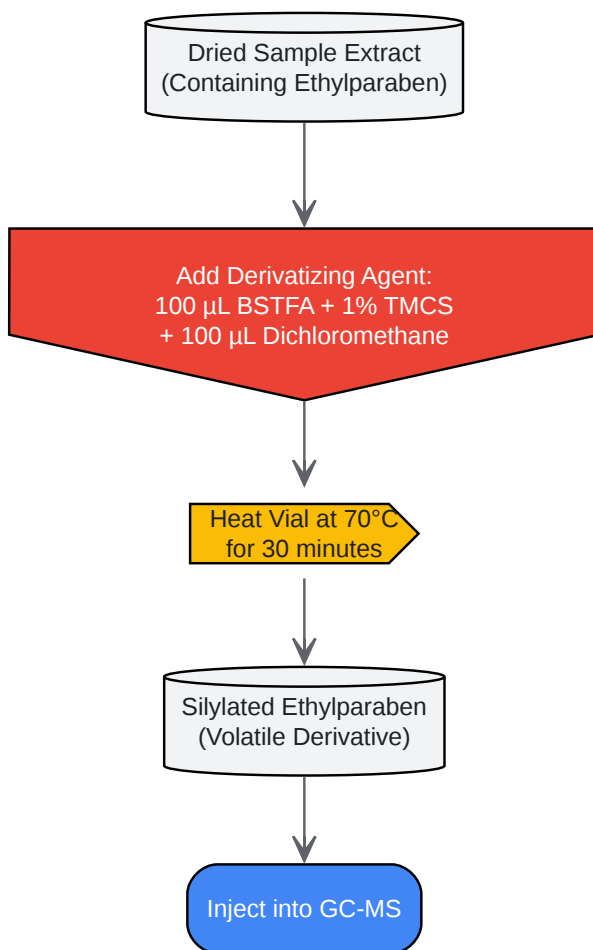 Dried Sample Extract
(Containing Ethylparaben)
Add Derivatizing Agent:
100 µL BSTFA + 1% TMCS
+ 100 µL Dichloromethane
Heat Vial at 70°C
for 30 minutes
Silylated Ethylparaben
(Volatile Derivative)
Inject into GC-MS